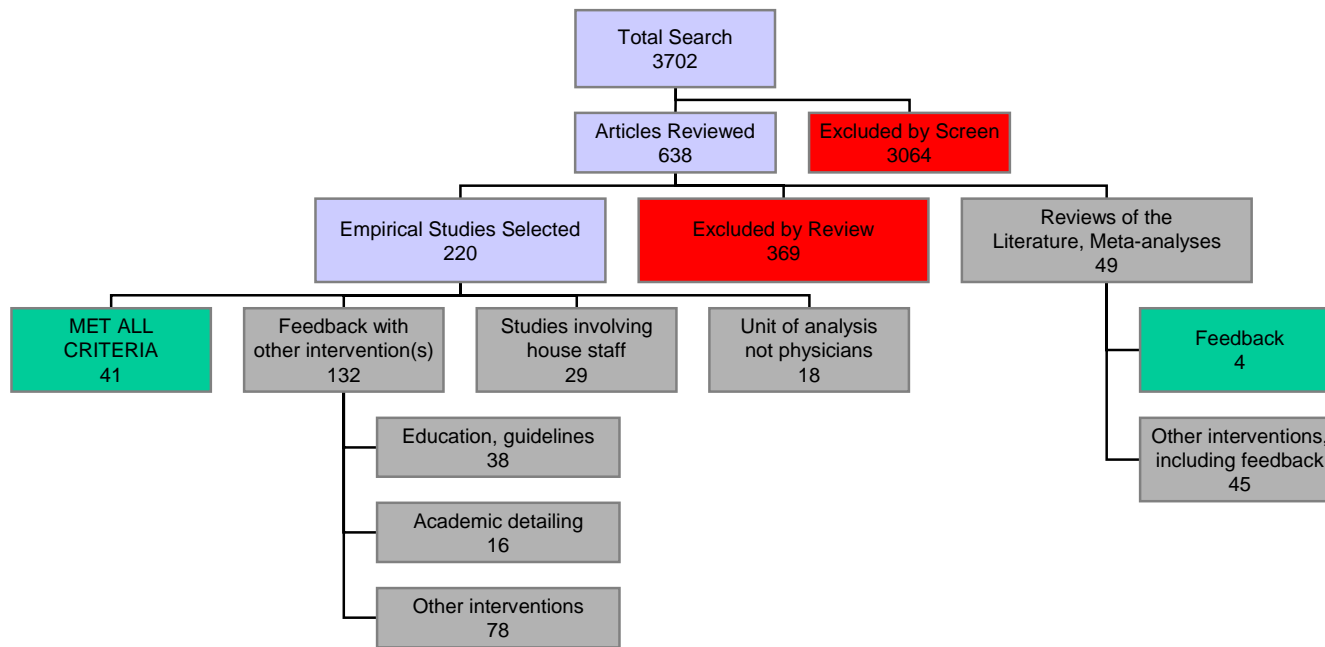 Total Search
3702
Articles Reviewed
638
Excluded by Screen
3064
Empirical Studies Selected
220
Excluded by Review
369
Reviews of the
Literature, Meta-analyses
49
MET ALL
CRITERIA
41
Feedback with
other intervention(s)
132
Studies involving
house staff
29
Unit of analysis
not physicians
18
Feedback
4
Education, guidelines
38
Other interventions,
including feedback
45
Academic detailing
16
Other interventions
78